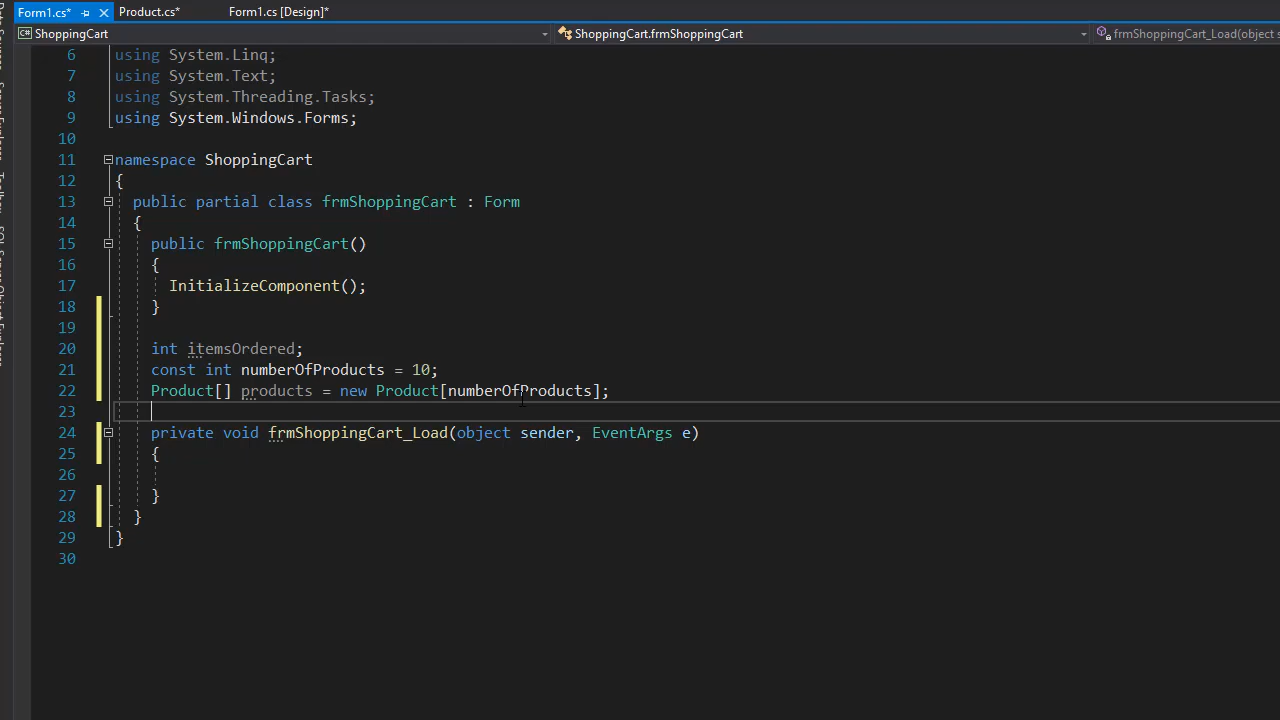 Form1.cs*
Product.cs*
Form1.cs [Design]*
ShoppingCart
ShoppingCart.frmShoppingCart
frmShoppingCart_Load(object s
6 using System.Linq;
7 using System.Text;
8 using System.Threading.Tasks;
9 using System.Windows.Forms;
10
11 namespace ShoppingCart
12 {
13 public partial class frmShoppingCart : Form
14 {
15 public frmShoppingCart()
16 {
17 InitializeComponent();
18 }
19
20 int itemsOrdered;
21 const int numberOfProducts = 10;
22 Product[] products = new Product[numberOfProducts];
23
24 private void frmShoppingCart_Load(object sender, EventArgs e)
25 {
26
27 }
28 }
29 }
30